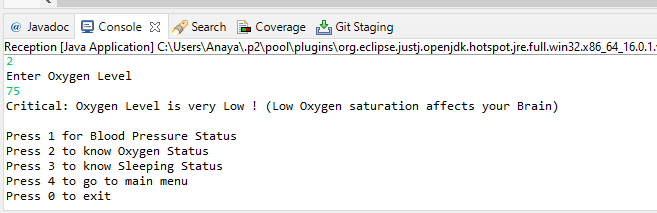 @ Javadoc Console Search Coverage Git Staging
Reception [Java Application] C:\Users\Anaya\.p2\pool\plugins\org.eclipse.justj.openjdk.hotspot.jre.full.win32.x86_64_16.0.1.
2
Enter Oxygen Level
75
Critical: Oxygen Level is very Low ! (Low Oxygen saturation affects your Brain)
Press 1 for Blood Pressure Status
Press 2 to know Oxygen Status
Press 3 to know Sleeping Status
Press 4 to go to main menu
Press 0 to exit